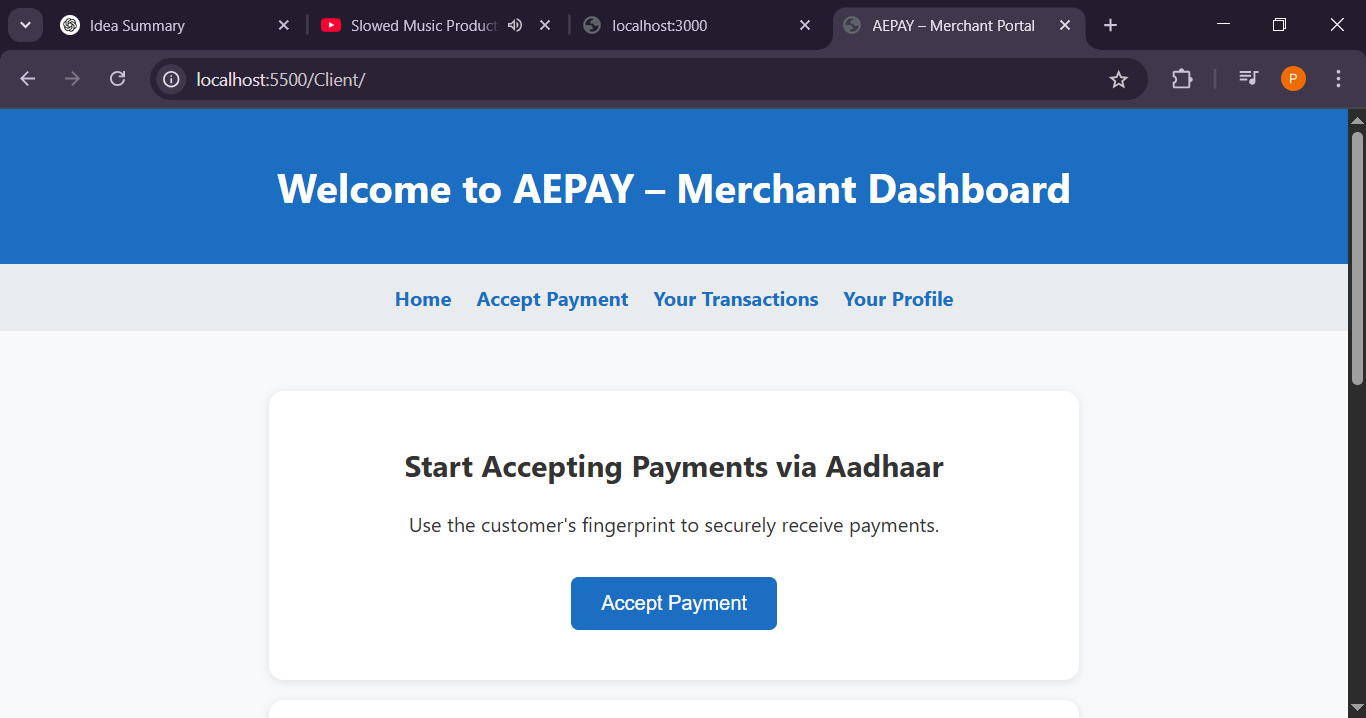 Idea Summary
Slowed Music Product
localhost:3000
AEPAY – Merchant Portal
localhost:5500/Client/
P
Welcome to AEPAY – Merchant Dashboard
Home Accept Payment Your Transactions Your Profile
Start Accepting Payments via Aadhaar
Use the customer's fingerprint to securely receive payments.
Accept Payment